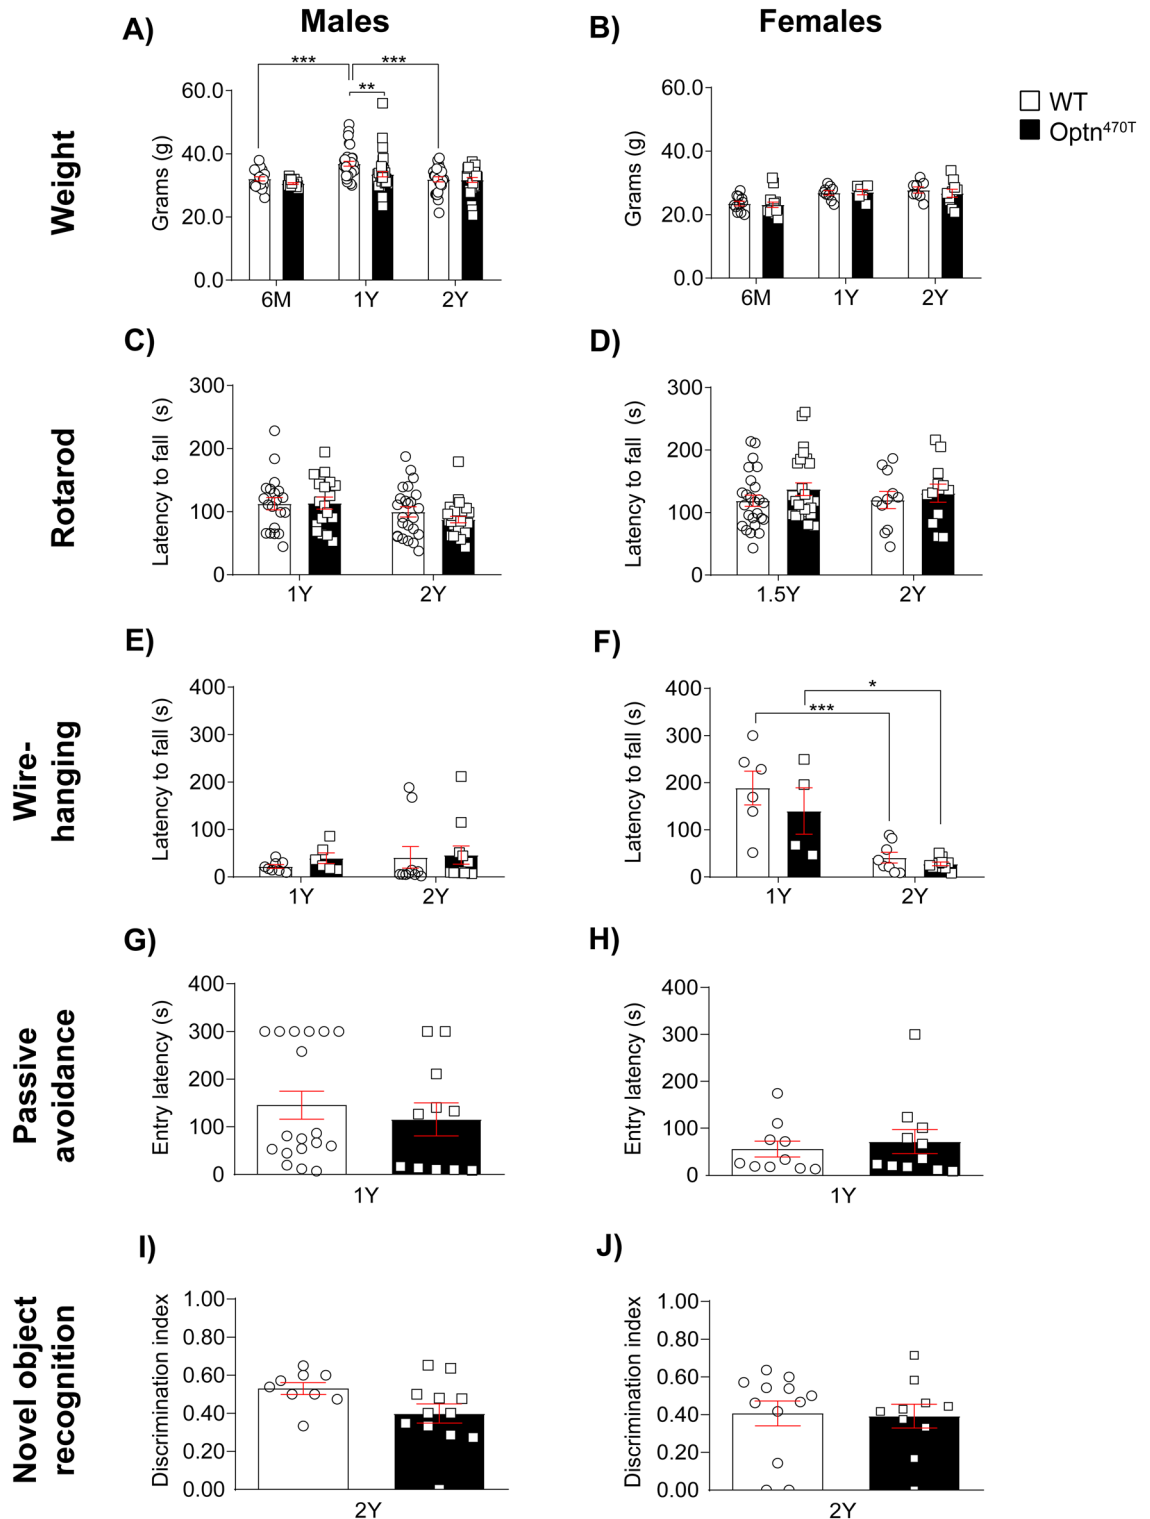 Males
Females
A)
B)
WT
Optn470T
Weight
Grams (g)
60.0
40.0
20.0
0.0
6M
1Y
2Y
***
***
**
Grams (g)
60.0
40.0
20.0
0.0
6M
1Y
2Y
C)
D)
Rotarod
Latency to fall (s)
300
200
100
0
1Y
2Y
Latency to fall (s)
300
200
100
0
1.5Y
2Y
E)
F)
Wire-
hanging
Latency to fall (s)
400
300
200
100
0
1Y
2Y
Latency to fall (s)
400
300
200
100
0
1Y
2Y
*
***
G)
H)
Passive
avoidance
Entry latency (s)
400
300
200
100
0
1Y
Entry latency (s)
400
300
200
100
0
1Y
I)
J)
Novel object
recognition
Discrimination index
1.00
0.80
0.60
0.40
0.20
0.00
2Y
Discrimination index
1.00
0.80
0.60
0.40
0.20
0.00
2Y